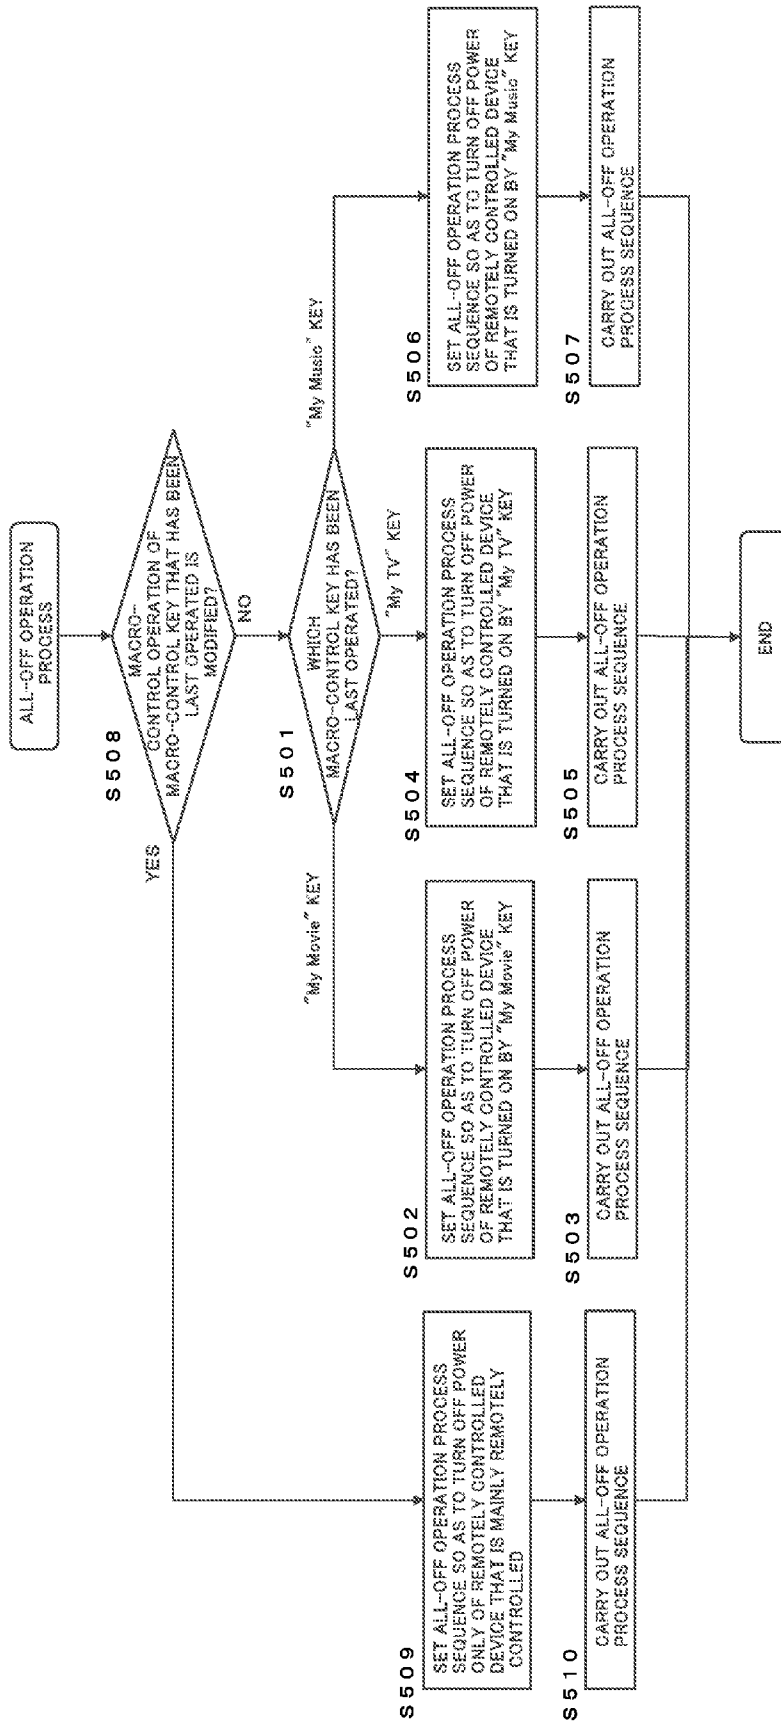 ALL-OFF OPERATION
PROCESS
S508
MACRO-
CONTROL OPERATION OF
MACRO-CONTROL KEY THAT HAS BEEN
LAST OPERATED IS
MODIFIED?
YES
NO
S501
WHICH
MACRO-CONTROL KEY HAS BEEN
LAST OPERATED?
"My Movie" KEY
"My TV" KEY
"My Music" KEY
S509
SET ALL-OFF OPERATION PROCESS
SEQUENCE SO AS TO TURN OFF POWER
ONLY OF REMOTELY CONTROLLED
DEVICE THAT IS MAINLY REMOTELY
CONTROLLED
S502
SET ALL-OFF OPERATION PROCESS
SEQUENCE SO AS TO TURN OFF POWER
OF REMOTELY CONTROLLED DEVICE
THAT IS TURNED ON BY "My Movie" KEY
S504
SET ALL-OFF OPERATION PROCESS
SEQUENCE SO AS TO TURN OFF POWER
OF REMOTELY CONTROLLED DEVICE
THAT IS TURNED ON BY "My TV" KEY
S506
SET ALL-OFF OPERATION PROCESS
SEQUENCE SO AS TO TURN OFF POWER
OF REMOTELY CONTROLLED DEVICE
THAT IS TURNED ON BY "My Music" KEY
S510
CARRY OUT ALL-OFF OPERATION
PROCESS SEQUENCE
S503
CARRY OUT ALL-OFF OPERATION
PROCESS SEQUENCE
S505
CARRY OUT ALL-OFF OPERATION
PROCESS SEQUENCE
S507
CARRY OUT ALL-OFF OPERATION
PROCESS SEQUENCE
END